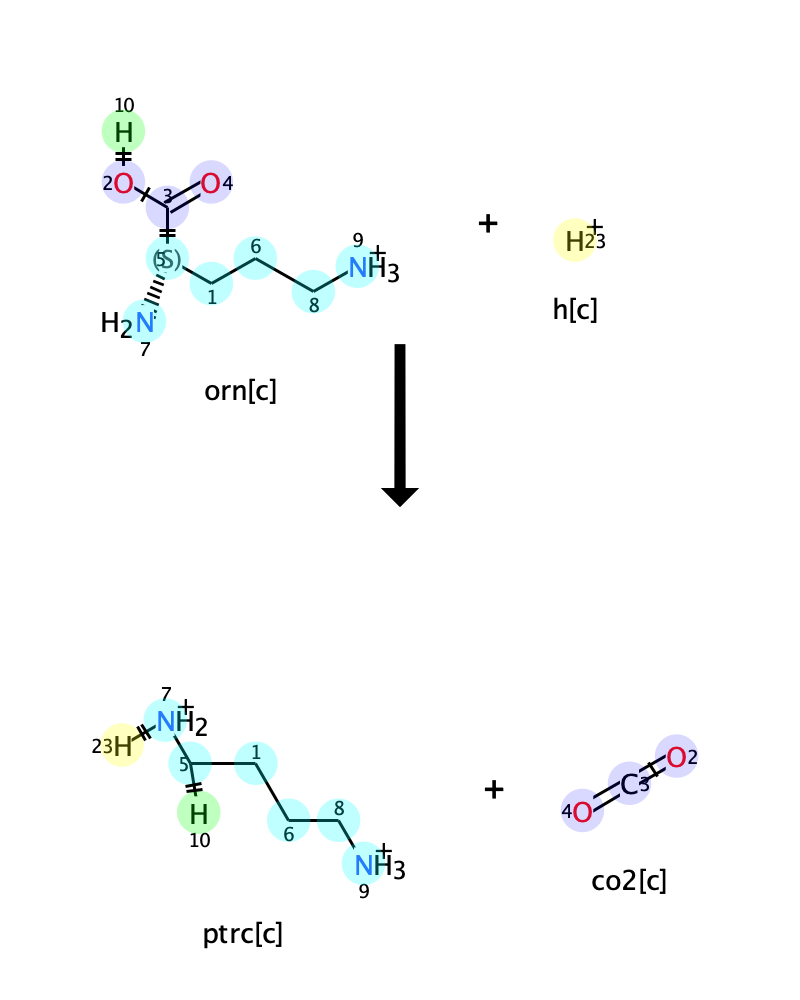 10
H
2O 3 O4
5(S) 6 9
NH3+
1 8
H2N
7
+ H23+
h[c]
orn[c]
7
NH2+
23H
5 1
H 8
10 6
NH3+
9
ptrc[c]
+
O2
C3
4O
co2[c]